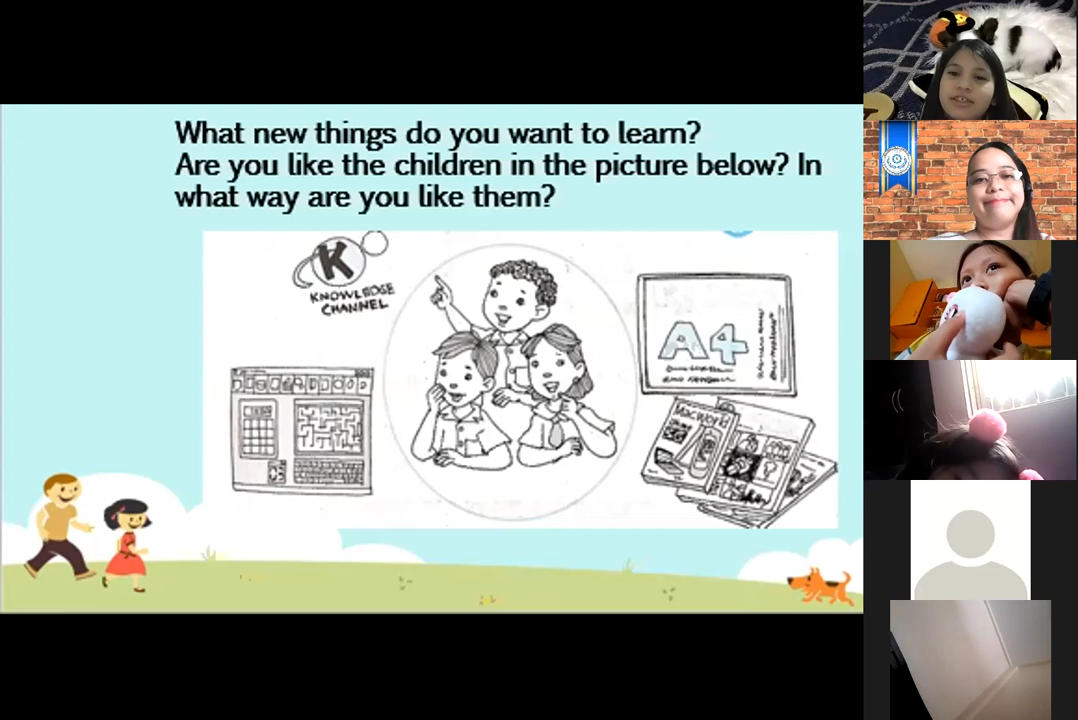 What new things do you want to learn?
Are you like the children in the picture below? In
what way are you like them?
K
KNOWLEDGE
CHANNEL
A4
MacWorld